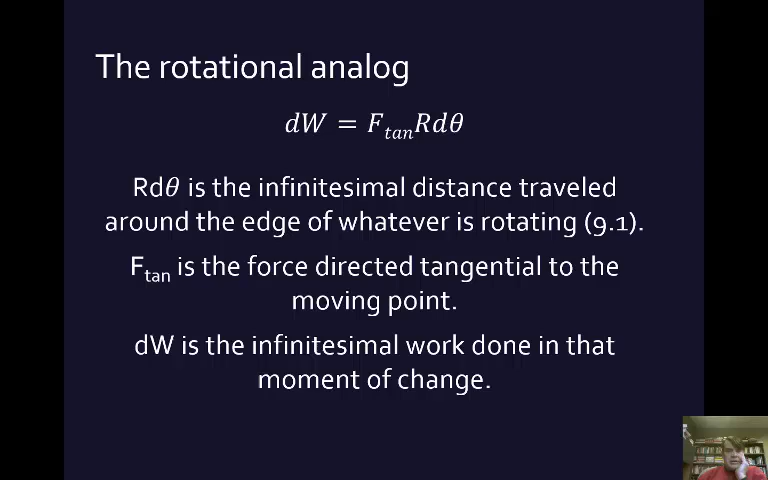 The rotational analog
dW = F_tan Rdθ
Rdθ is the infinitesimal distance traveled
around the edge of whatever is rotating (9.1).
F_tan is the force directed tangential to the
moving point.
dW is the infinitesimal work done in that
moment of change.